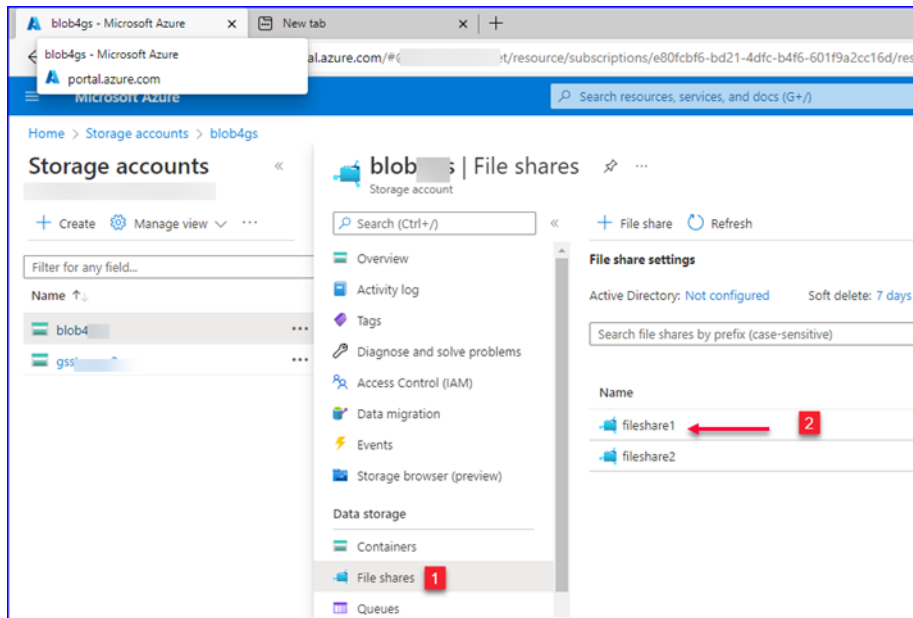 blob4gs - Microsoft Azure
New tab
blob4gs - Microsoft Azure
portal.azure.com
al.azure.com/#@ t/resource/subscriptions/e80fcbf6-bd21-4dfc-b4f6-601f9a2cc16d/res
Microsoft Azure
Search resources, services, and docs (G+/)
Home > Storage accounts > blob4gs
Storage accounts
«
blob s | File shares
...
Storage account
+ Create
Manage view
...
Search (Ctrl+/)
«
+ File share
Refresh
Filter for any field...
Name ↑↓
blob4
...
gss
...
Overview
Activity log
Tags
Diagnose and solve problems
Access Control (IAM)
Data migration
Events
Storage browser (preview)
Data storage
Containers
File shares 1
Queues
File share settings
Active Directory: Not configured Soft delete: 7 days
Search file shares by prefix (case-sensitive)
Name
fileshare1 2
fileshare2